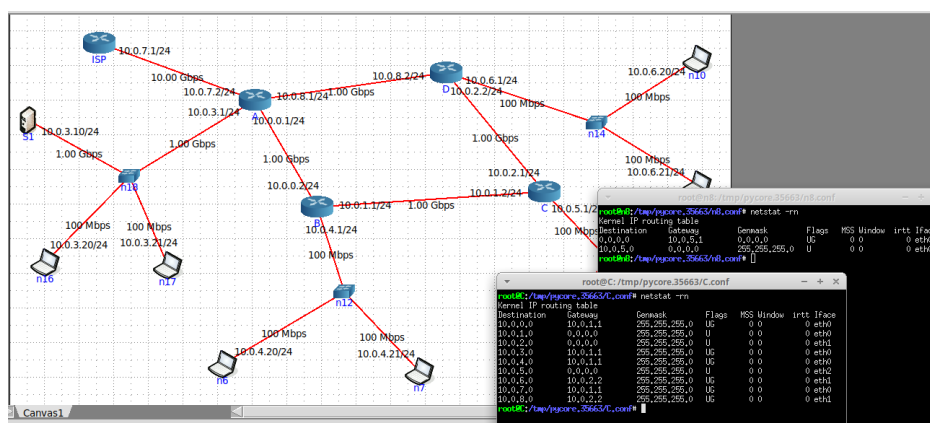 10.0.7.1/24
ISP
10.00 Gbps
10.0.7.2/24
10.0.8.1/24
1.00 Gbps
10.0.8.2/24
D
10.0.6.1/24
10.0.2.2/24
100 Mbps
10.0.6.20/24
n10
100 Mbps
n14
100 Mbps
10.0.6.21/24
A
10.0.3.1/24
10.0.0.1/24
S1
10.0.3.10/24
1.00 Gbps
1.00 Gbps
n18
1.00 Gbps
1.00 Gbps
10.0.0.2/24
B
10.0.1.1/24
1.00 Gbps
10.0.1.2/24
10.0.2.1/24
C
10.0.5.1/2
100 Mb
100 Mbps
10.0.3.20/24
n16
100 Mbps
10.0.3.21/24
n17
10.0.4.1/24
100 Mbps
n12
100 Mbps
10.0.4.20/24
n6
100 Mbps
10.0.4.21/24
n7
Canvas1
root@n8: /tmp/pycore.35663/n8.conf
root@n8:/tmp/pycore.35663/n8.conf# netstat -rn
Kernel IP routing table
Destination Gateway Genmask Flags MSS Window irtt Iface
0.0.0.0 10.0.5.1 0.0.0.0 UG 0 0 0 eth0
10.0.5.0 0.0.0.0 255.255.255.0 U 0 0 0 eth0
root@n8:/tmp/pycore.35663/n8.conf#
root@C: /tmp/pycore.35663/C.conf
root@C:/tmp/pycore.35663/C.conf# netstat -rn
Kernel IP routing table
Destination Gateway Genmask Flags MSS Window irtt Iface
10.0.0.0 10.0.1.1 255.255.255.0 UG 0 0 0 eth0
10.0.1.0 0.0.0.0 255.255.255.0 U 0 0 0 eth0
10.0.2.0 0.0.0.0 255.255.255.0 U 0 0 0 eth1
10.0.3.0 10.0.1.1 255.255.255.0 UG 0 0 0 eth0
10.0.4.0 10.0.1.1 255.255.255.0 UG 0 0 0 eth0
10.0.5.0 0.0.0.0 255.255.255.0 U 0 0 0 eth2
10.0.6.0 10.0.2.2 255.255.255.0 UG 0 0 0 eth1
10.0.7.0 10.0.1.1 255.255.255.0 UG 0 0 0 eth0
10.0.8.0 10.0.2.2 255.255.255.0 UG 0 0 0 eth1
root@C:/tmp/pycore.35663/C.conf#